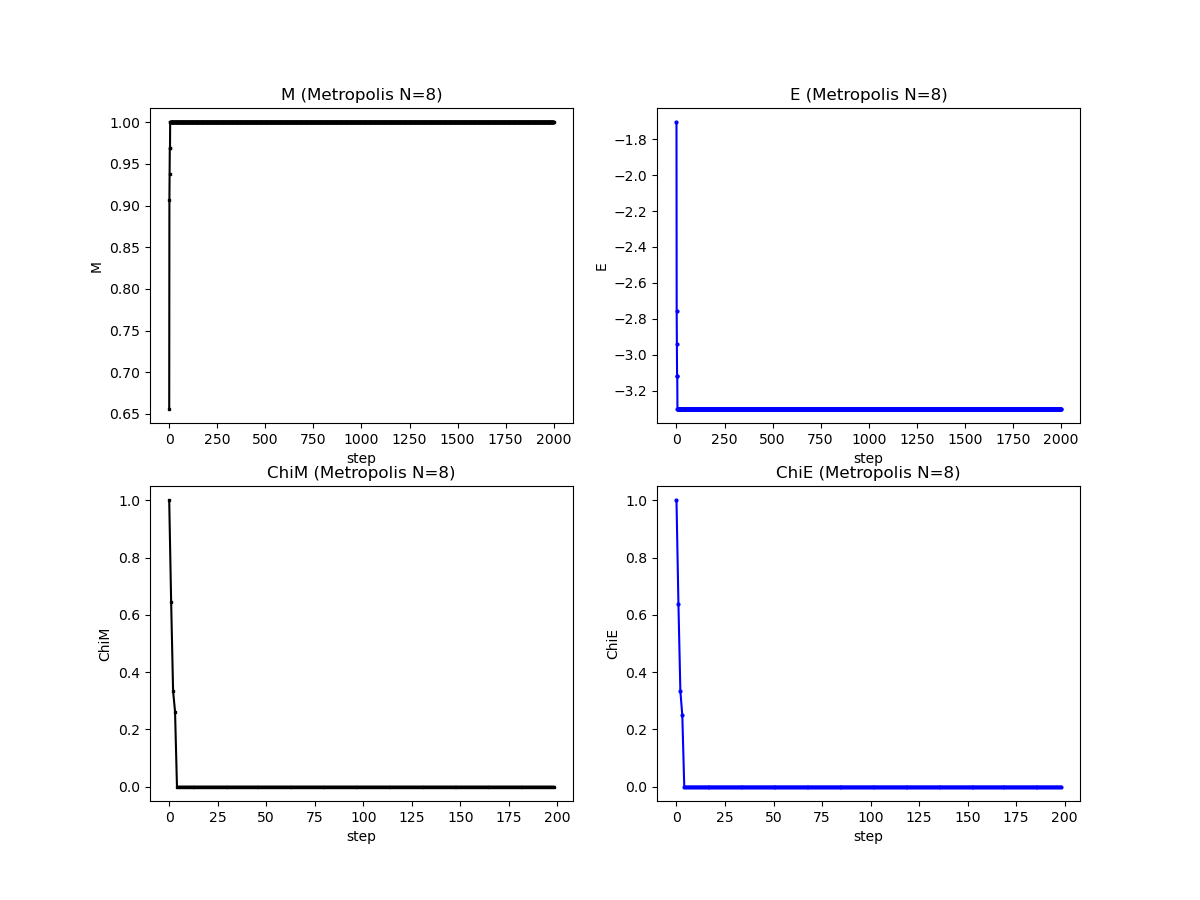 M (Metropolis N=8)
M
1.00
0.95
0.90
0.85
0.80
0.75
0.70
0.65
0 250 500 750 1000 1250 1500 1750 2000
step
E (Metropolis N=8)
E
−1.8
−2.0
−2.2
−2.4
−2.6
−2.8
−3.0
−3.2
0 250 500 750 1000 1250 1500 1750 2000
step
ChiM (Metropolis N=8)
ChiM
1.0
0.8
0.6
0.4
0.2
0.0
0 25 50 75 100 125 150 175 200
step
ChiE (Metropolis N=8)
ChiE
1.0
0.8
0.6
0.4
0.2
0.0
0 25 50 75 100 125 150 175 200
step